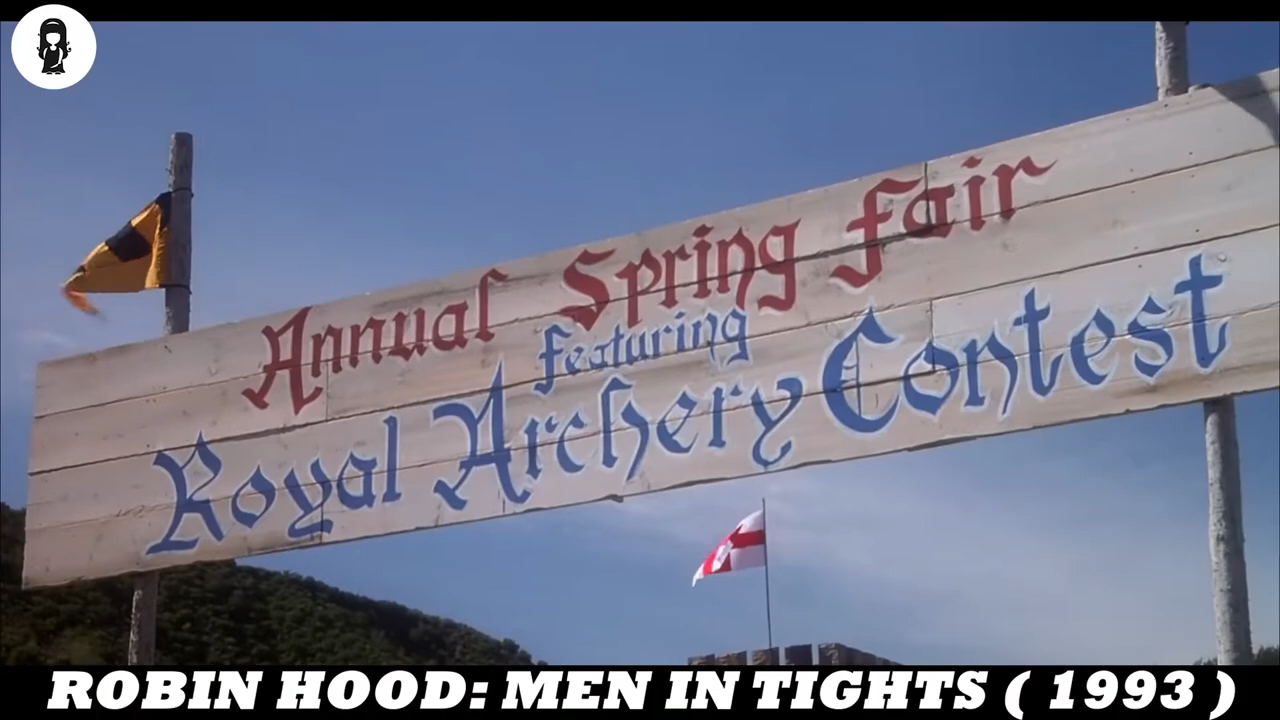 Annual Spring Fair
Featuring
Royal Archery Contest
ROBIN HOOD: MEN IN TIGHTS ( 1993 )